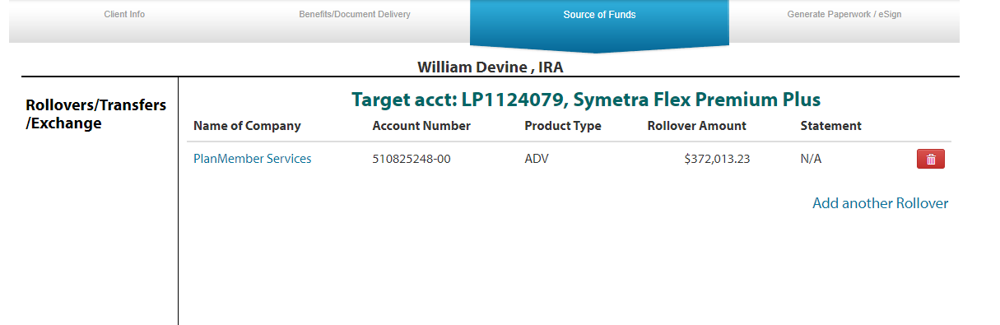 Client Info Benefits/Document Delivery Source of Funds Generate Paperwork / eSign
William Devine , IRA
Rollovers/Transfers
/Exchange
Target acct: LP1124079, Symetra Flex Premium Plus
Name of Company Account Number Product Type Rollover Amount Statement
PlanMember Services 510825248-00 ADV $372,013.23 N/A
Add another Rollover